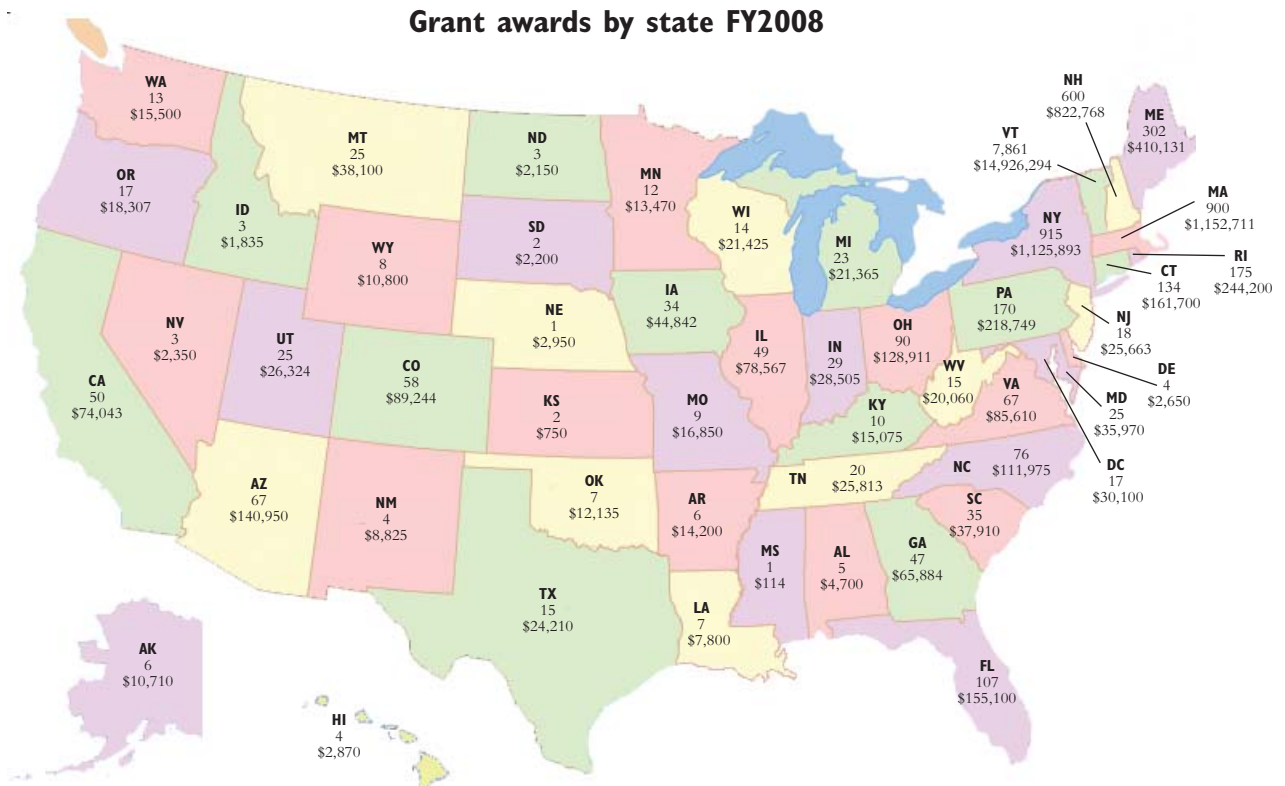 Grant awards by state FY2008
WA
13
$15,500
OR
17
$18,307
ID
3
$1,835
MT
25
$38,100
ND
3
$2,150
SD
2
$2,200
MN
12
$13,470
WI
14
$21,425
MI
23
$21,365
WY
8
$10,800
NE
1
$2,950
IA
34
$44,842
NV
3
$2,350
UT
25
$26,324
CO
58
$89,244
CA
50
$74,043
KS
2
$750
MO
9
$16,850
IL
49
$78,567
IN
29
$28,505
OH
90
$128,911
KY
10
$15,075
WV
15
$20,060
VA
67
$85,610
PA
170
$218,749
NY
915
$1,125,893
VT
7,861
$14,926,294
NH
600
$822,768
ME
302
$410,131
MA
900
$1,152,711
RI
175
$244,200
CT
134
$161,700
NJ
18
$25,663
DE
4
$2,650
MD
25
$35,970
DC
17
$30,100
AZ
67
$140,950
NM
4
$8,825
OK
7
$12,135
AR
6
$14,200
TN
20
$25,813
NC
76
$111,975
SC
35
$37,910
MS
1
$114
AL
5
$4,700
GA
47
$65,884
TX
15
$24,210
LA
7
$7,800
FL
107
$155,100
AK
6
$10,710
HI
4
$2,870